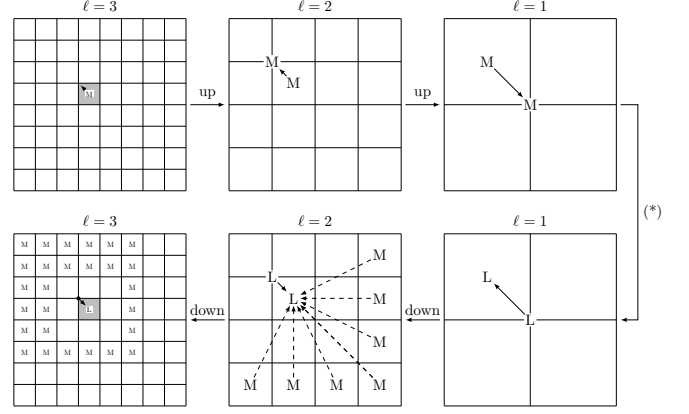 ℓ = 3
M
up
ℓ = 2
M
M
up
ℓ = 1
M
M
(*)
ℓ = 3
M M M M M M
M M M M M M
M M M
M M L M
M M M
M M M M M M
down
ℓ = 2
M
L
L M
M
M M M M
down
ℓ = 1
L
L